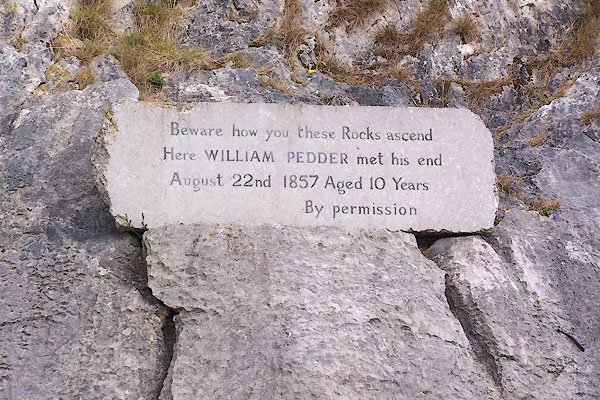 Beware how you these Rocks ascend
Here WILLIAM PEDDER met his end
August 22nd 1857 Aged 10 Years
By permission